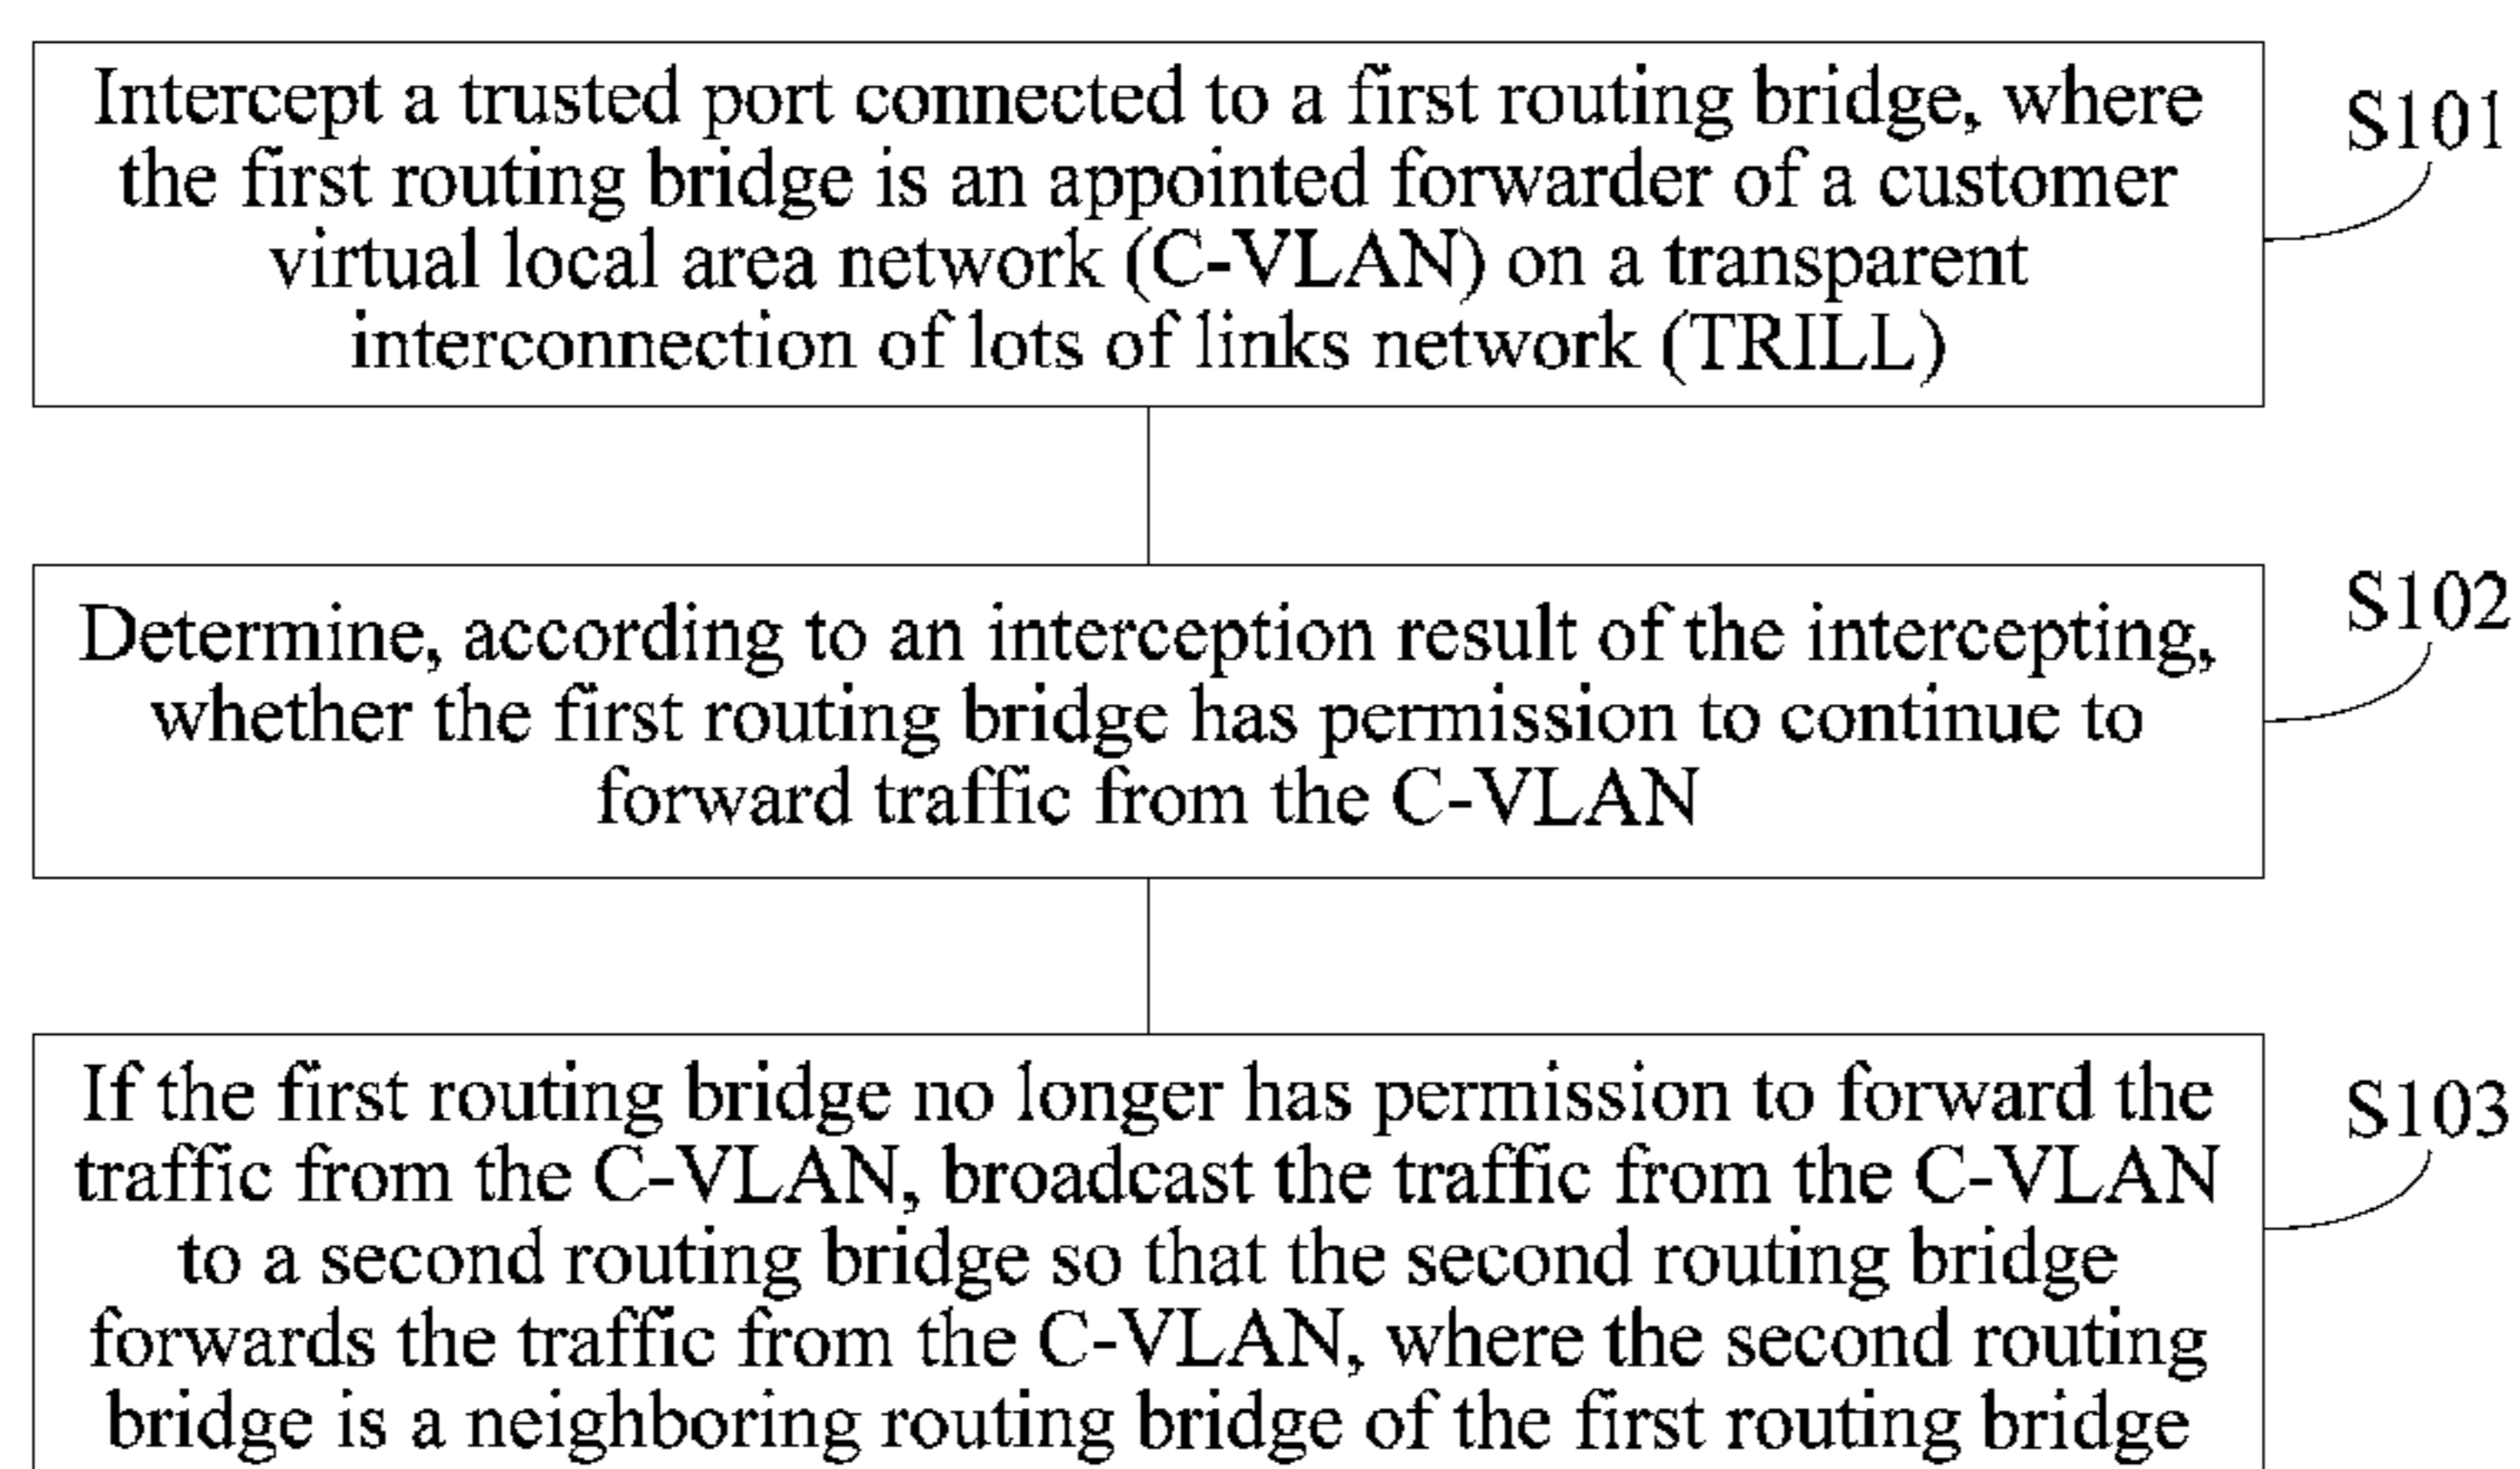 Intercept a trusted port connected to a first routing bridge, where
the first routing bridge is an appointed forwarder of a customer
virtual local area network (C-VLAN) on a transparent
interconnection of lots of links network (TRILL)
S101
Determine, according to an interception result of the intercepting,
whether the first routing bridge has permission to continue to
forward traffic from the C-VLAN
S102
If the first routing bridge no longer has permission to forward the
traffic from the C-VLAN, broadcast the traffic from the C-VLAN
to a second routing bridge so that the second routing bridge
forwards the traffic from the C-VLAN, where the second routing
bridge is a neighboring routing bridge of the first routing bridge
S103